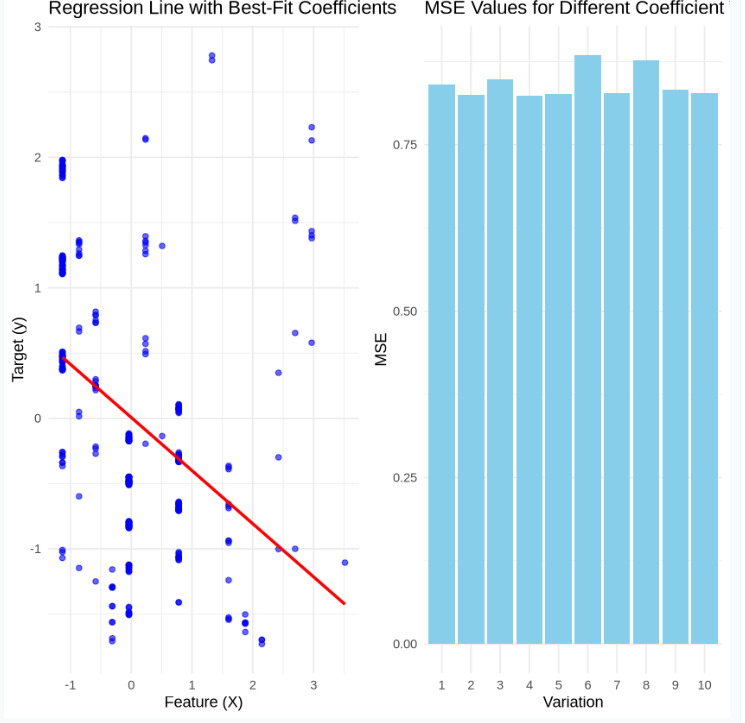 Regression Line with Best-Fit Coefficients
3
2
1
0
-1
Target (y)
-1 0 1 2 3
Feature (X)
MSE Values for Different Coefficient
0.75
0.50
0.25
0.00
MSE
1 2 3 4 5 6 7 8 9 10
Variation